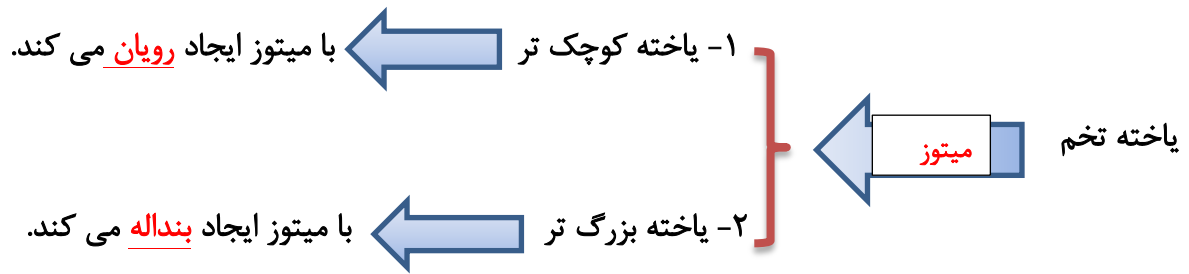 ۱- یاخته کوچک تر با میتوز ایجاد رویان می کند.
یاخته تخم
میتوز
۲- یاخته بزرگ تر با میتوز ایجاد بنداله می کند.